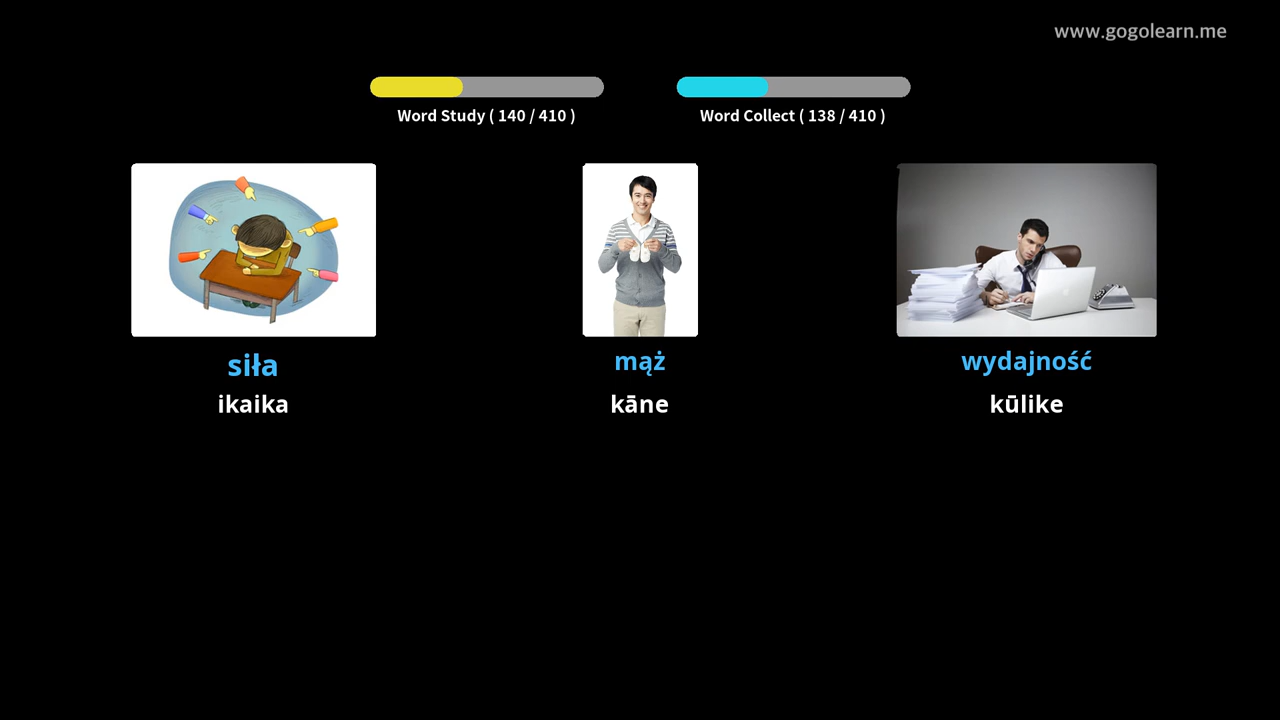 www.gogolearn.me
Word Study ( 140 / 410 )
Word Collect ( 138 / 410 )
siła
mąż
wydajność
ikaika
kāne
kūlike